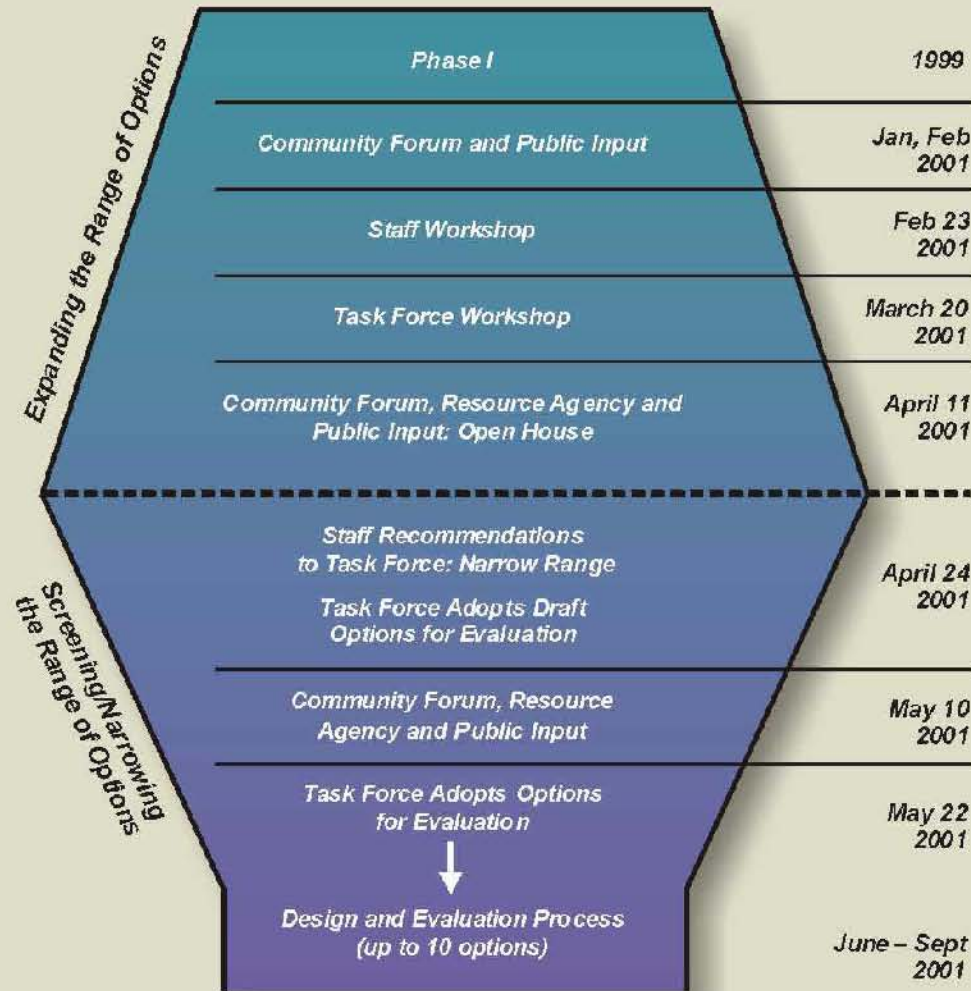 Expanding the Range of Options
Phase I
1999
Community Forum and Public Input
Jan, Feb
2001
Staff Workshop
Feb 23
2001
Task Force Workshop
March 20
2001
Community Forum, Resource Agency and
Public Input: Open House
April 11
2001
Screening/Narrowing
the Range of Options
Staff Recommendations
to Task Force: Narrow Range
Task Force Adopts Draft
Options for Evaluation
April 24
2001
Community Forum, Resource
Agency and Public Input
May 10
2001
Task Force Adopts Options
for Evaluation
May 22
2001
Design and Evaluation Process
(up to 10 options)
June – Sept
2001